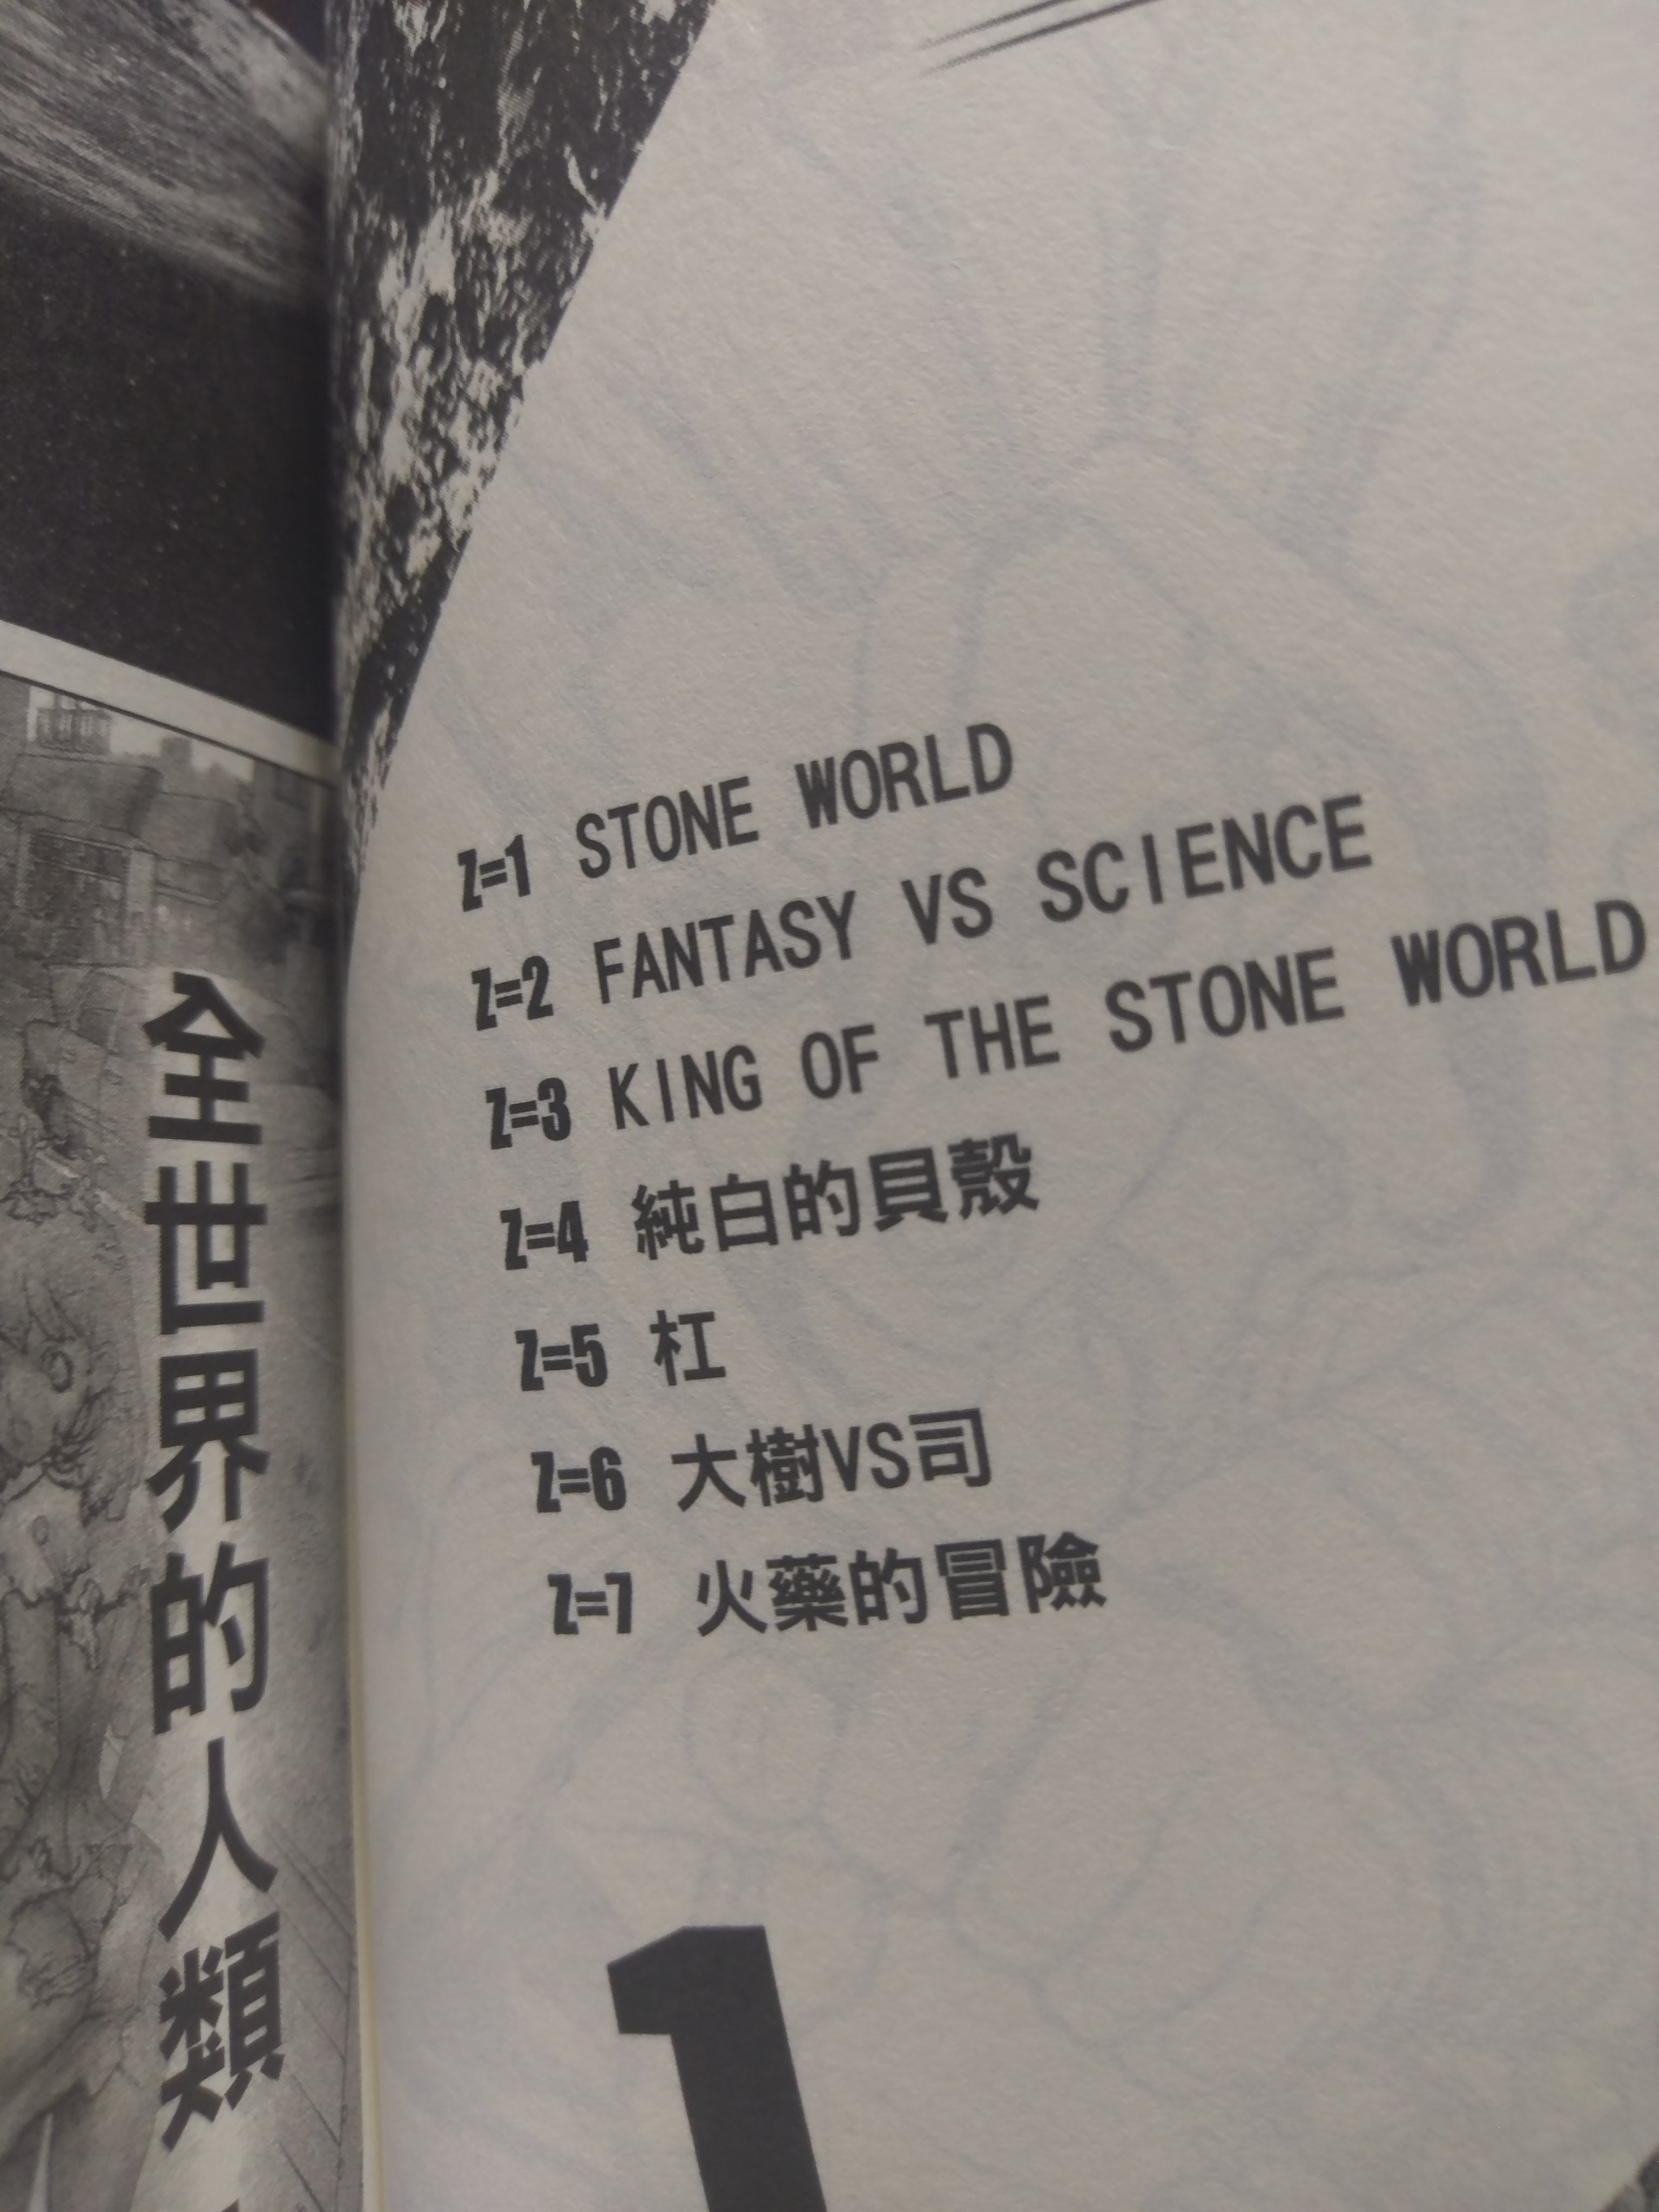 Z=1 STONE WORLD
Z=2 FANTASY VS SCIENCE
Z=3 KING OF THE STONE WORLD
Z=4 純白的貝殼
Z=5 杠
Z=6 大樹VS司
Z=7 火藥的冒險
1
全世界的人類